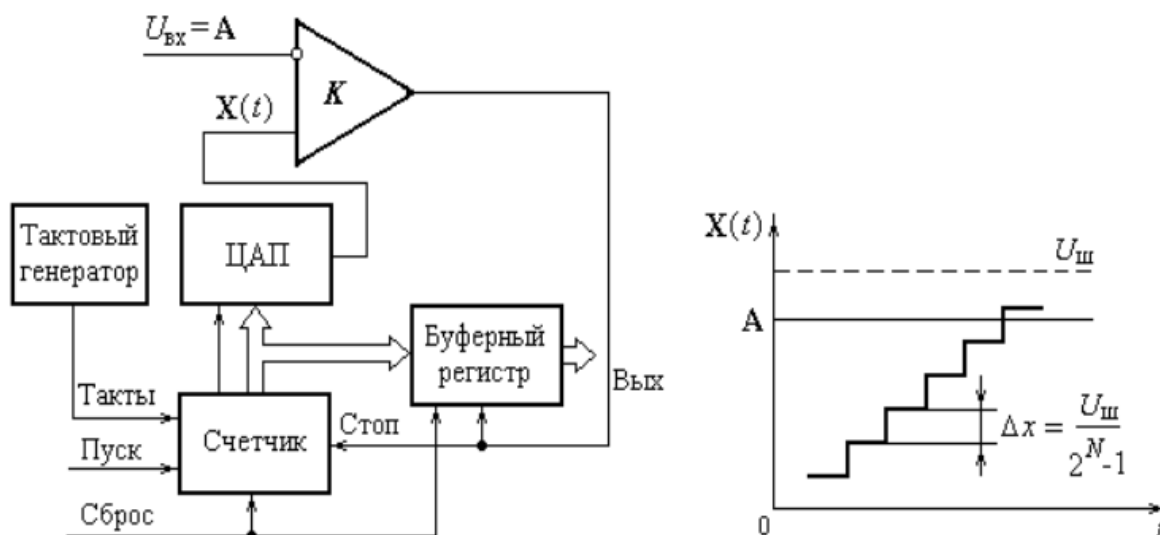 U_вх = A
K
X(t)
Тактовый
генератор
ЦАП
Буферный
регистр
Вых
Такты
Счетчик
Стоп
Пуск
Сброс
X(t)
U_Ш
A
Δx = U_Ш / 2^N-1
0
t